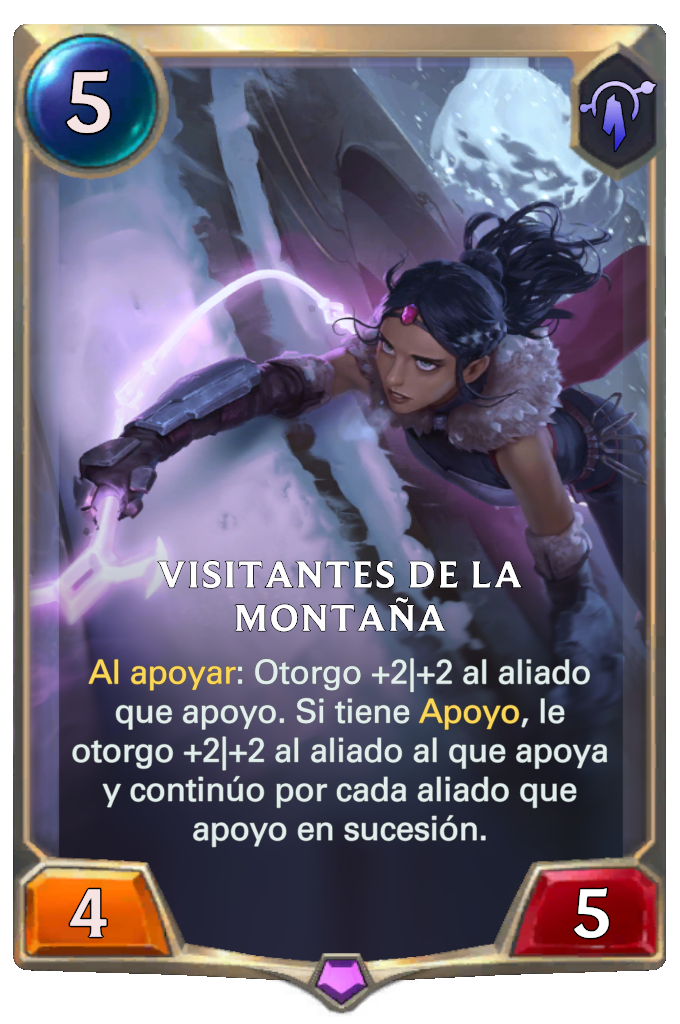 5
VISITANTES DE LA
MONTAÑA
Al apoyar: Otorgo +2|+2 al aliado
que apoyo. Si tiene Apoyo, le
otorgo +2|+2 al aliado al que apoya
y continúo por cada aliado que
apoyo en sucesión.
4
5